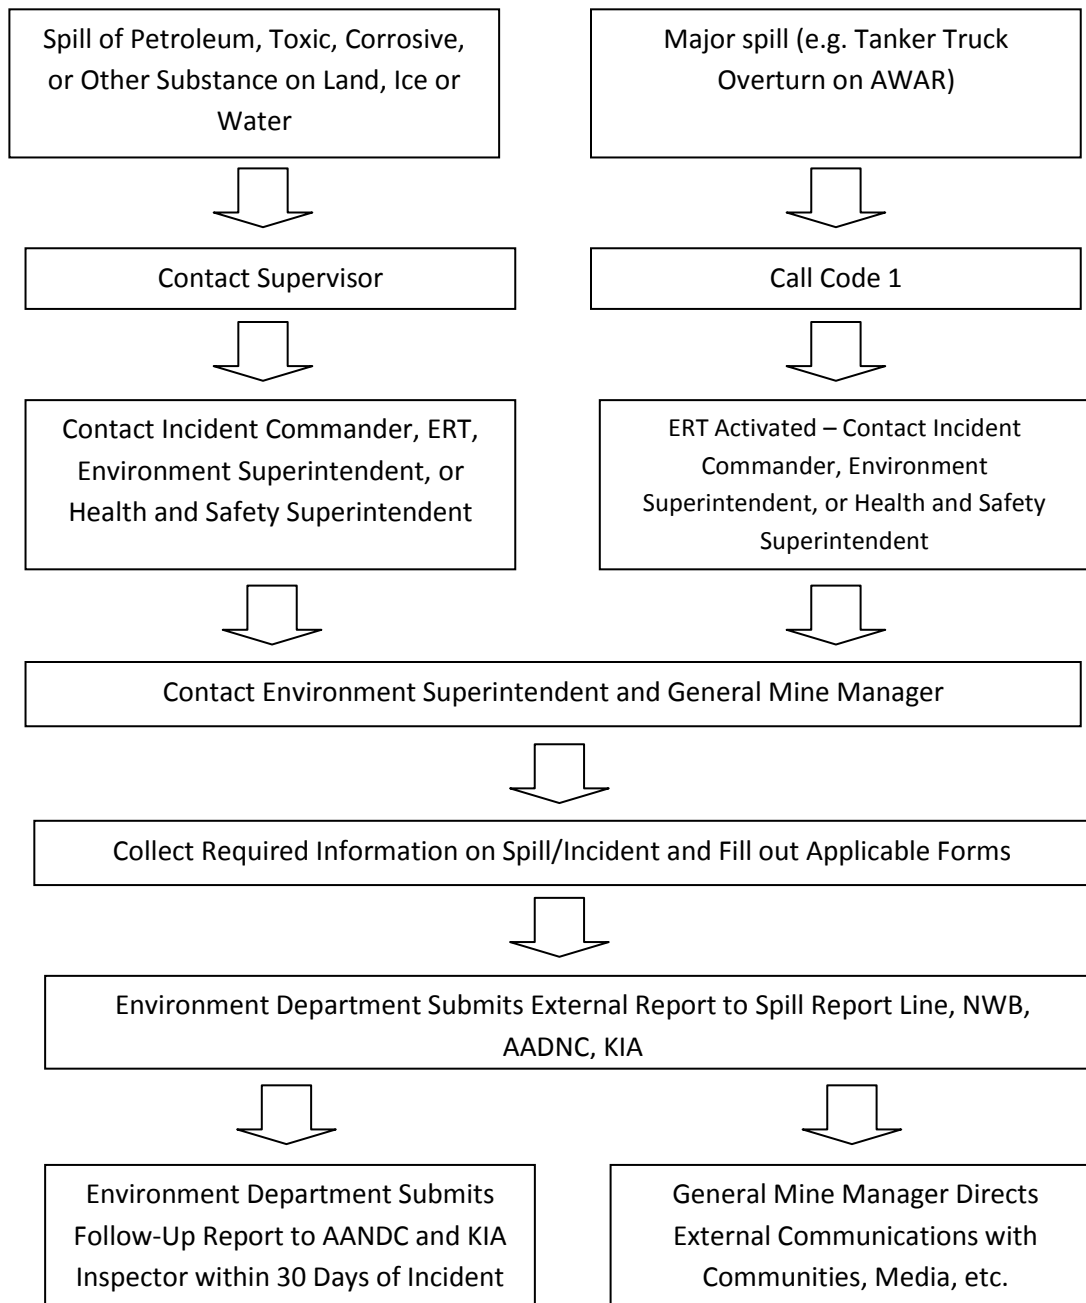 Spill of Petroleum, Toxic, Corrosive,
or Other Substance on Land, Ice or
Water
Major spill (e.g. Tanker Truck
Overturn on AWAR)
Contact Supervisor
Call Code 1
Contact Incident Commander, ERT,
Environment Superintendent, or
Health and Safety Superintendent
ERT Activated – Contact Incident
Commander, Environment
Superintendent, or Health and Safety
Superintendent
Contact Environment Superintendent and General Mine Manager
Collect Required Information on Spill/Incident and Fill out Applicable Forms
Environment Department Submits External Report to Spill Report Line, NWB,
AADNC, KIA
Environment Department Submits
Follow-Up Report to AANDC and KIA
Inspector within 30 Days of Incident
General Mine Manager Directs
External Communications with
Communities, Media, etc.